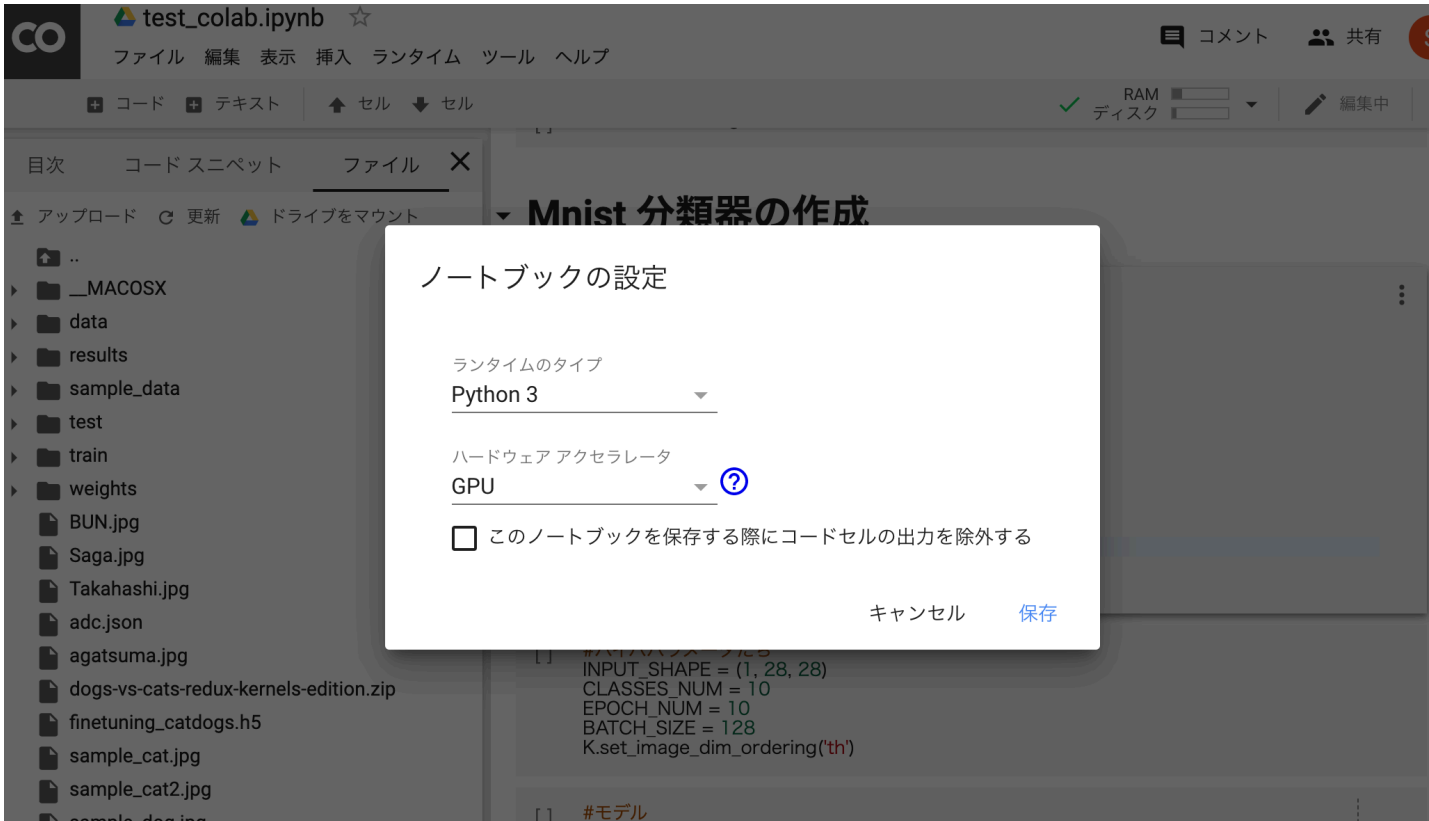 CO
test_colab.ipynb
ファイル 編集 表示 挿入 ランタイム ツール ヘルプ
コメント 共有
コード テキスト セル セル
RAM
ディスク
編集中
目次 コード スニペット ファイル
アップロード 更新 ドライブをマウント
..
__MACOSX
data
results
sample_data
test
train
weights
BUN.jpg
Saga.jpg
Takahashi.jpg
adc.json
agatsuma.jpg
dogs-vs-cats-redux-kernels-edition.zip
finetuning_catdogs.h5
sample_cat.jpg
sample_cat2.jpg
sample_dog.jpg
Mnist 分類器の作成
ノートブックの設定
ランタイムのタイプ
Python 3
ハードウェア アクセラレータ
GPU
?
このノートブックを保存する際にコードセルの出力を除外する
キャンセル 保存
[ ]
INPUT_SHAPE = (1, 28, 28)
CLASSES_NUM = 10
EPOCH_NUM = 10
BATCH_SIZE = 128
K.set_image_dim_ordering('th')
[ ] #モデル